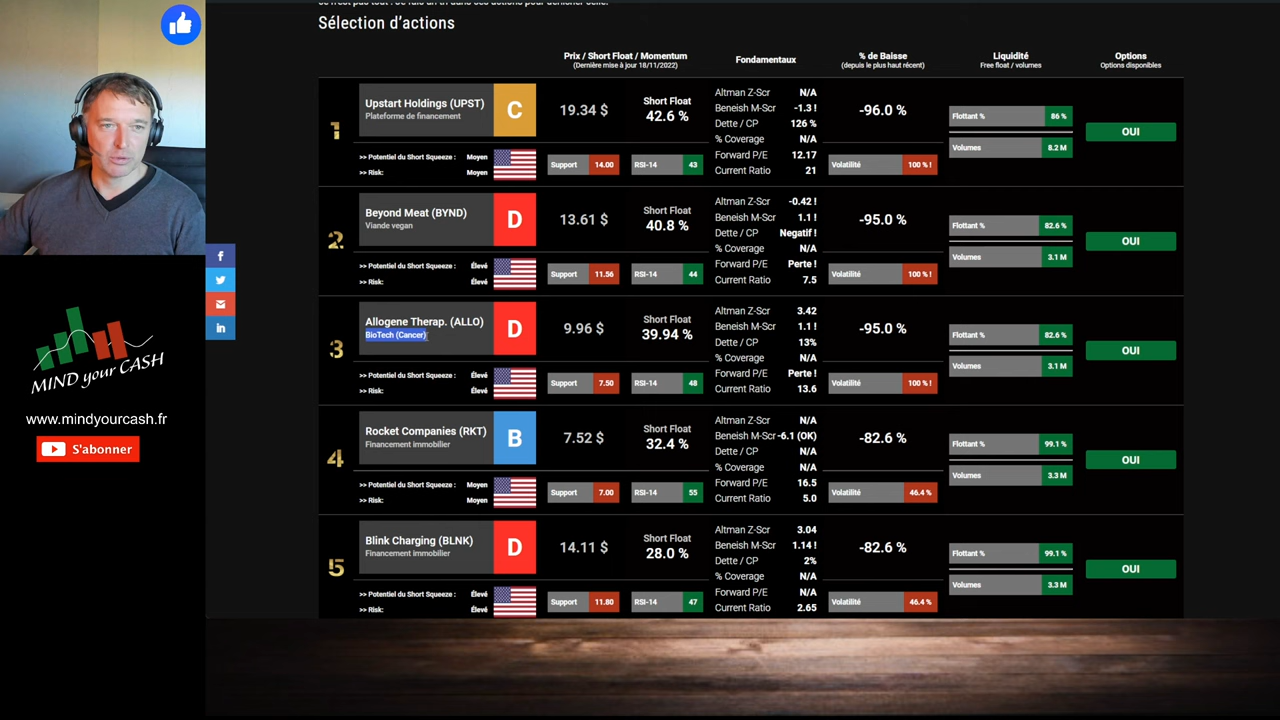 Sélection d'actions
Prix / Short Float / Momentum
(Dernière mise à jour 18/11/2022)
Fondamentaux
% de Baisse
(depuis le plus haut récent)
Liquidité
Free float / volumes
Options
Options disponibles
1
Upstart Holdings (UPST)
Plateforme de financement
C
>> Potentiel du Short Squeeze : Moyen
>> Risk: Moyen
19.34 $
Short Float
42.6 %
Support 14.00
RSI-14 43
Altman Z-Scr N/A
Beneish M-Scr -1.3 !
Dette / CP 126 %
% Coverage N/A
Forward P/E 12.17
Current Ratio 21
-96.0 %
Volatilité 100 % !
Flottant % 86 %
Volumes 8.2 M
OUI
2
Beyond Meat (BYND)
Viande vegan
D
>> Potentiel du Short Squeeze : Élevé
>> Risk: Élevé
13.61 $
Short Float
40.8 %
Support 11.56
RSI-14 44
Altman Z-Scr -0.42 !
Beneish M-Scr 1.1 !
Dette / CP Negatif !
% Coverage N/A
Forward P/E Perte !
Current Ratio 7.5
-95.0 %
Volatilité 100 % !
Flottant % 82.6 %
Volumes 3.1 M
OUI
3
Allogene Therap. (ALLO)
BioTech (Cancer)
D
>> Potentiel du Short Squeeze : Élevé
>> Risk: Élevé
9.96 $
Short Float
39.94 %
Support 7.50
RSI-14 48
Altman Z-Scr 3.42
Beneish M-Scr 1.1 !
Dette / CP 13%
% Coverage N/A
Forward P/E Perte !
Current Ratio 13.6
-95.0 %
Volatilité 100 % !
Flottant % 82.6 %
Volumes 3.1 M
OUI
4
Rocket Companies (RKT)
Financement Immobilier
B
>> Potentiel du Short Squeeze : Moyen
>> Risk: Moyen
7.52 $
Short Float
32.4 %
Support 7.00
RSI-14 55
Altman Z-Scr N/A
Beneish M-Scr -6.1 (OK)
Dette / CP N/A
% Coverage N/A
Forward P/E 16.5
Current Ratio 5.0
-82.6 %
Volatilité 46.4 %
Flottant % 99.1 %
Volumes 3.3 M
OUI
5
Blink Charging (BLNK)
Financement Immobilier
D
>> Potentiel du Short Squeeze : Élevé
>> Risk: Élevé
14.11 $
Short Float
28.0 %
Support 11.80
RSI-14 47
Altman Z-Scr 3.04
Beneish M-Scr 1.14 !
Dette / CP 2%
% Coverage N/A
Forward P/E N/A
Current Ratio 2.65
-82.6 %
Volatilité 46.4 %
Flottant % 99.1 %
Volumes 3.3 M
OUI
MIND your CASH
www.mindyourcash.fr
S'abonner